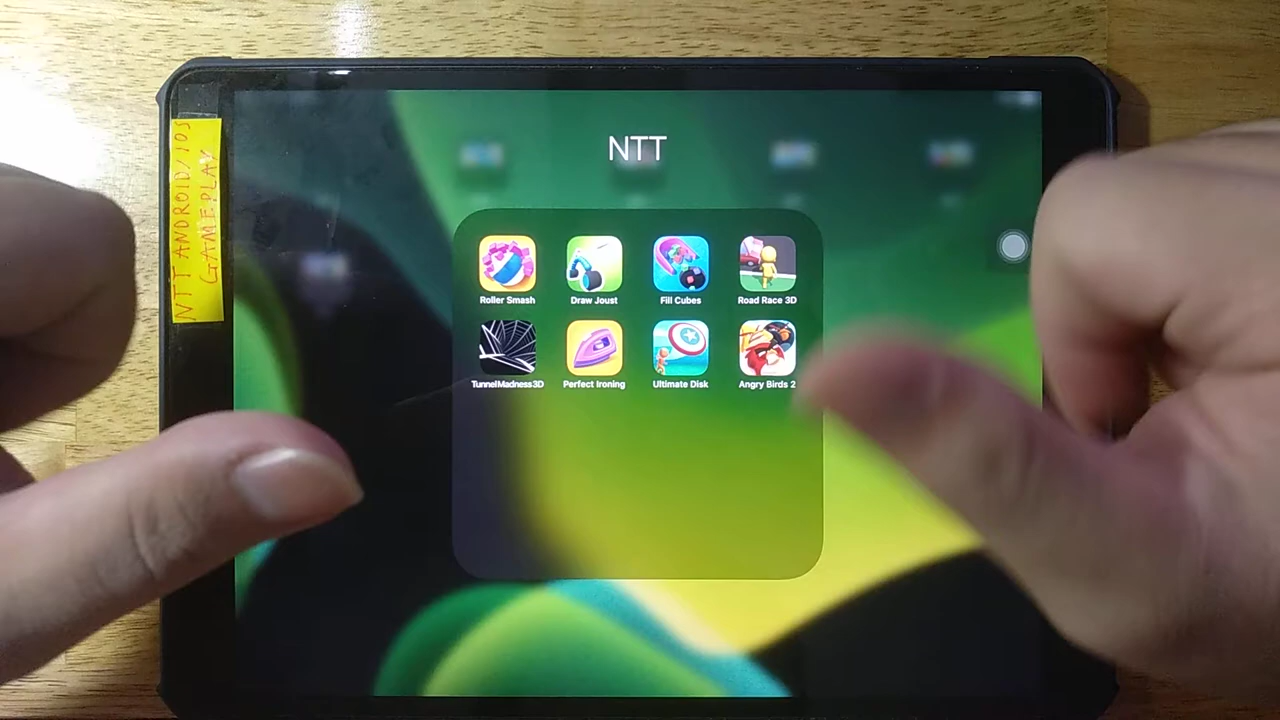 NTT ANDROID/IOS
GAMEPLAY
NTT
Roller Smash
Draw Joust
Fill Cubes
Road Race 3D
TunnelMadness3D
Perfect Ironing
Ultimate Disk
Angry Birds 2